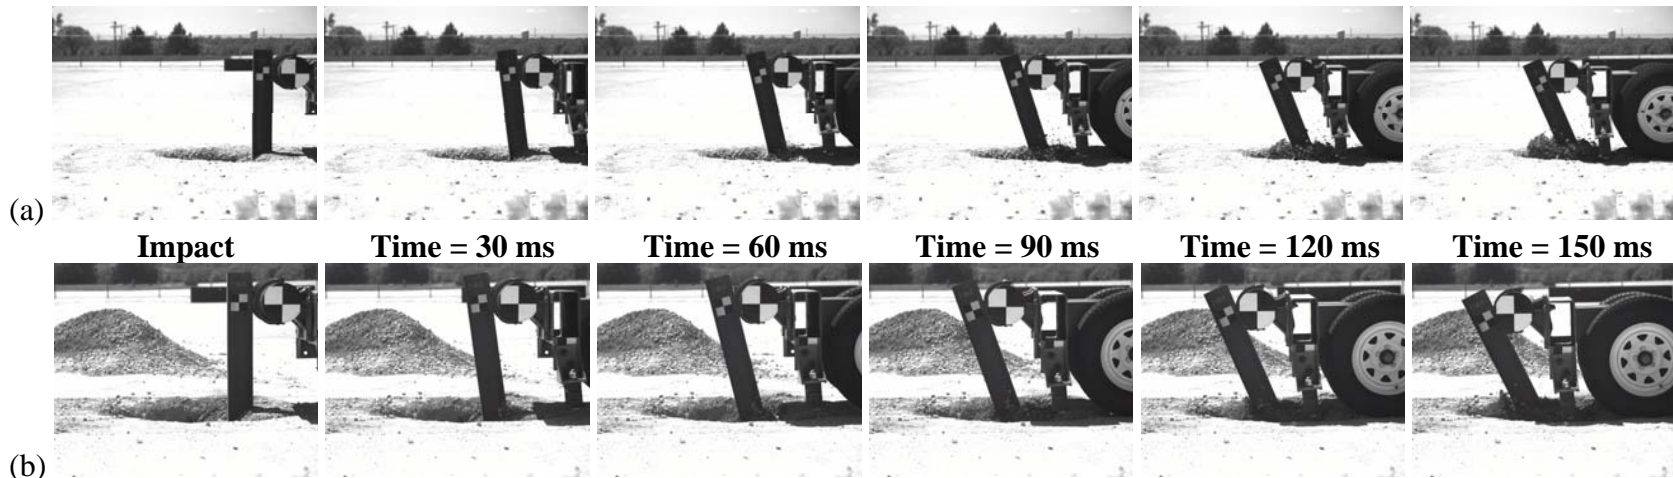 (a)
Impact Time = 30 ms Time = 60 ms Time = 90 ms Time = 120 ms Time = 150 ms
(b)